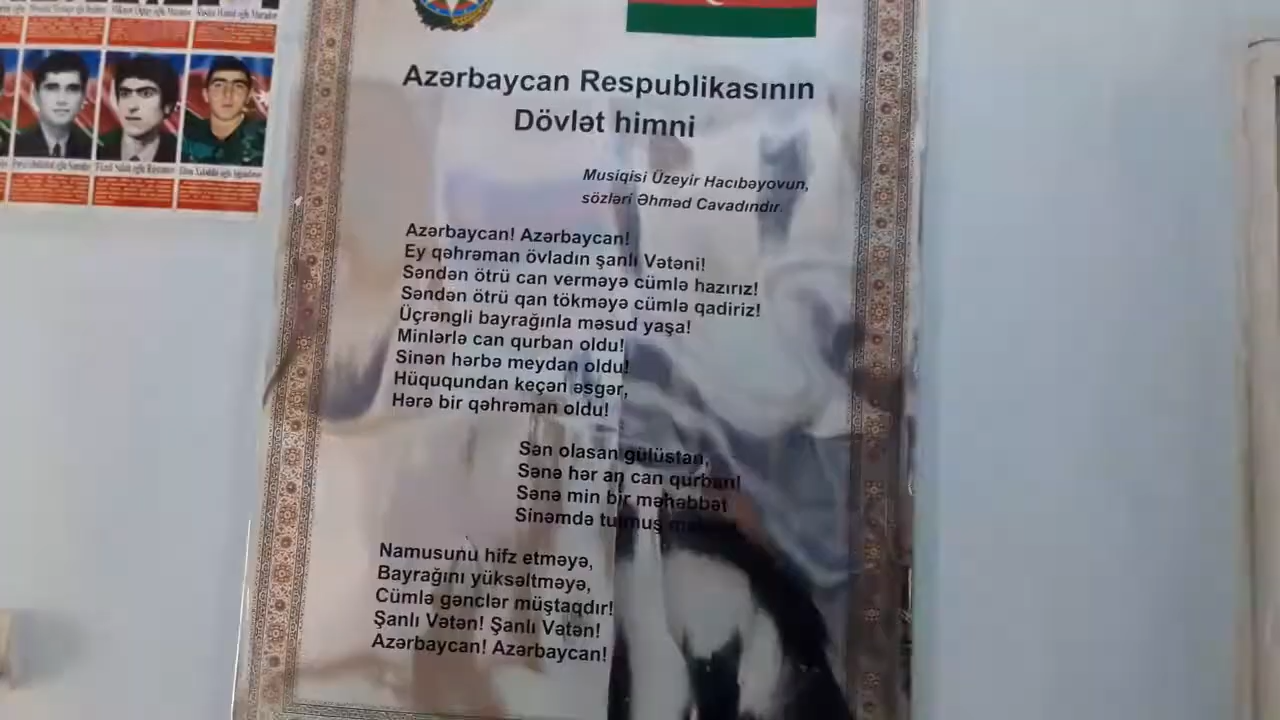 Azərbaycan Respublikasının
Dövlət himni
Musiqisi Üzeyir Hacıbəyovun,
sözləri Əhməd Cavadındır.
Azərbaycan! Azərbaycan!
Ey qəhrəman övladın şanlı Vətəni!
Səndən ötrü can verməyə cümlə hazırız!
Səndən ötrü qan tökməyə cümlə qadiriz!
Üçrəngli bayrağınla məsud yaşa!
Minlərlə can qurban oldu!
Sinən hərbə meydan oldu!
Hüququndan keçən əsgər,
Hərə bir qəhrəman oldu!
Sən olasan gülüstan,
Sənə hər an can qurban!
Sənə min bir məhəbbət
Sinəmdə tutmuş
Namusunu hifz etməyə,
Bayrağını yüksəltməyə,
Cümlə gənclər müştaqdır!
Şanlı Vətən! Şanlı Vətən!
Azərbaycan! Azərbaycan!